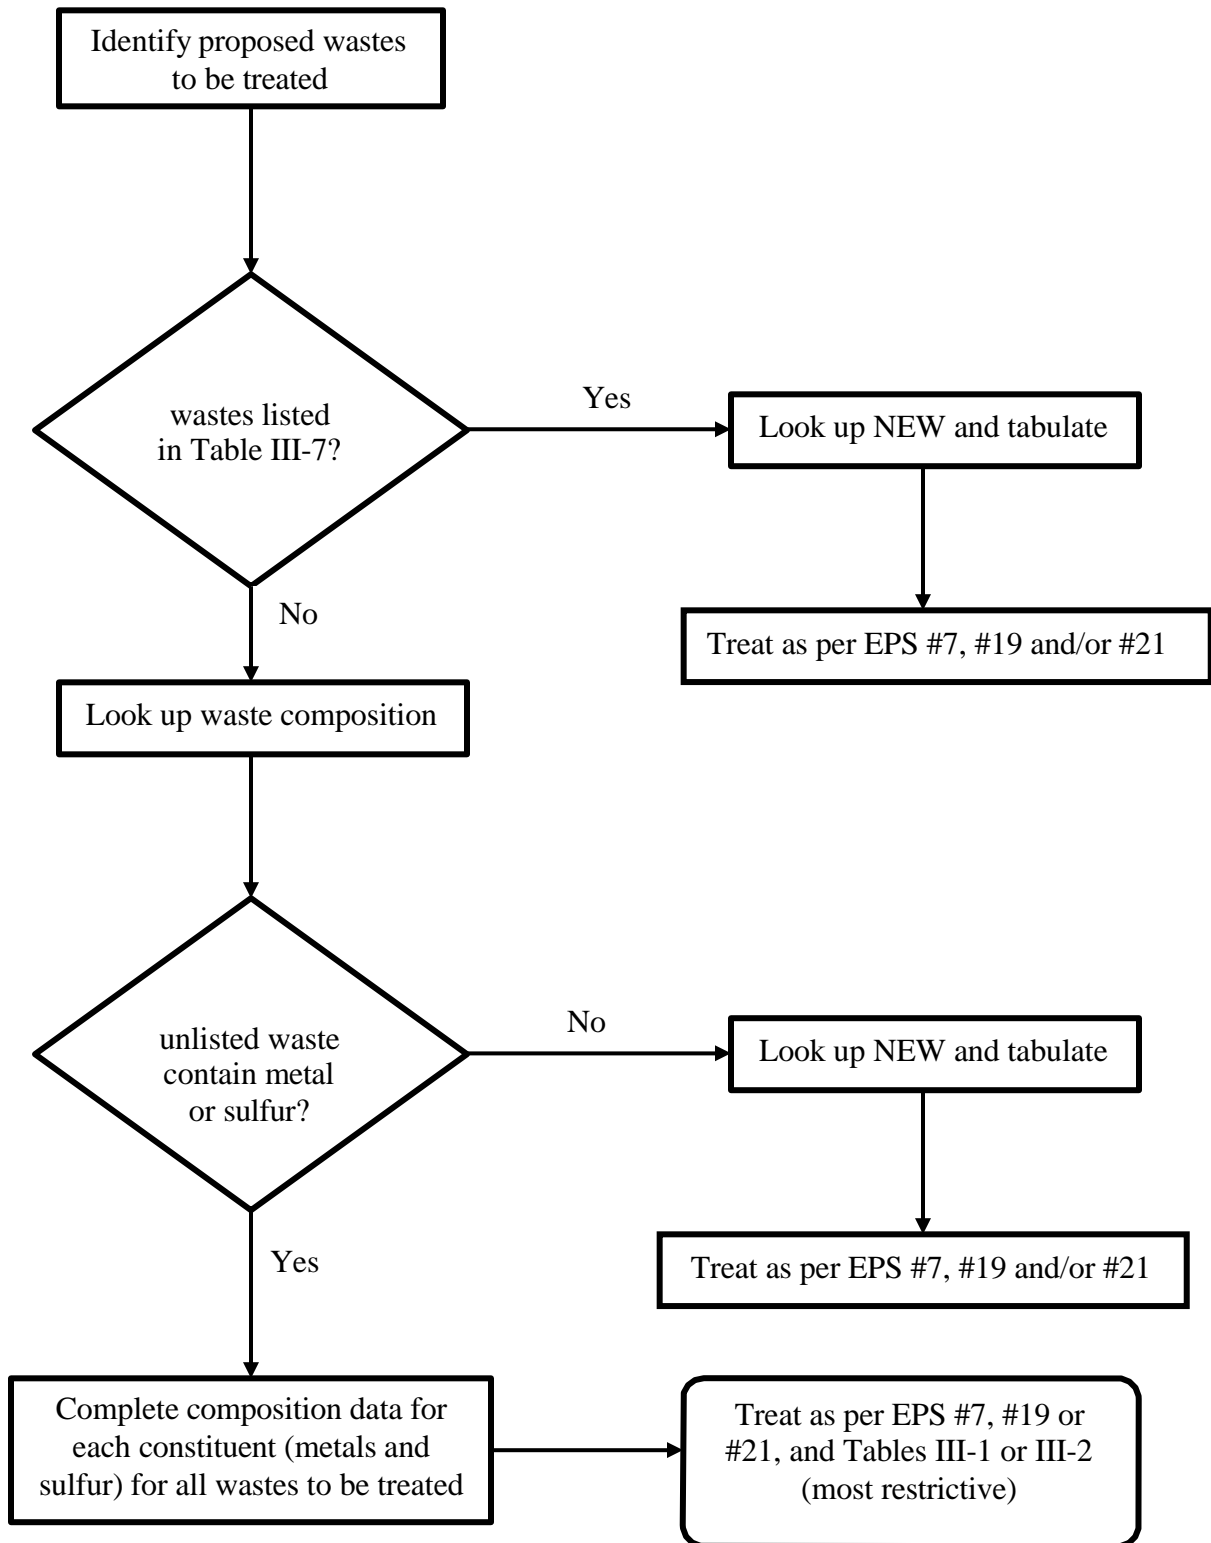 Identify proposed wastes
to be treated
wastes listed
in Table III-7?
Yes
Look up NEW and tabulate
Treat as per EPS #7, #19 and/or #21
No
Look up waste composition
unlisted waste
contain metal
or sulfur?
No
Look up NEW and tabulate
Treat as per EPS #7, #19 and/or #21
Yes
Complete composition data for
each constituent (metals and
sulfur) for all wastes to be treated
Treat as per EPS #7, #19 or
#21, and Tables III-1 or III-2
(most restrictive)